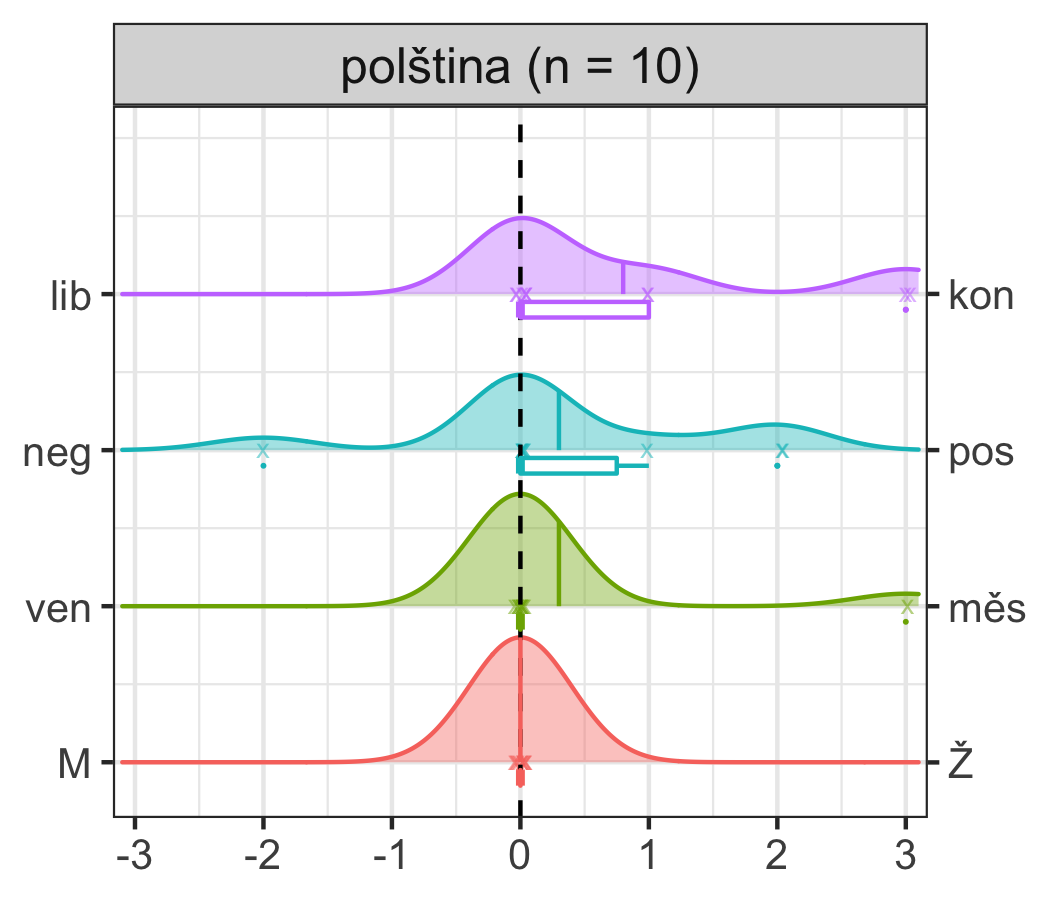 polština (n = 10)
lib kon
neg pos
ven měs
M Ž
-3 -2 -1 0 1 2 3